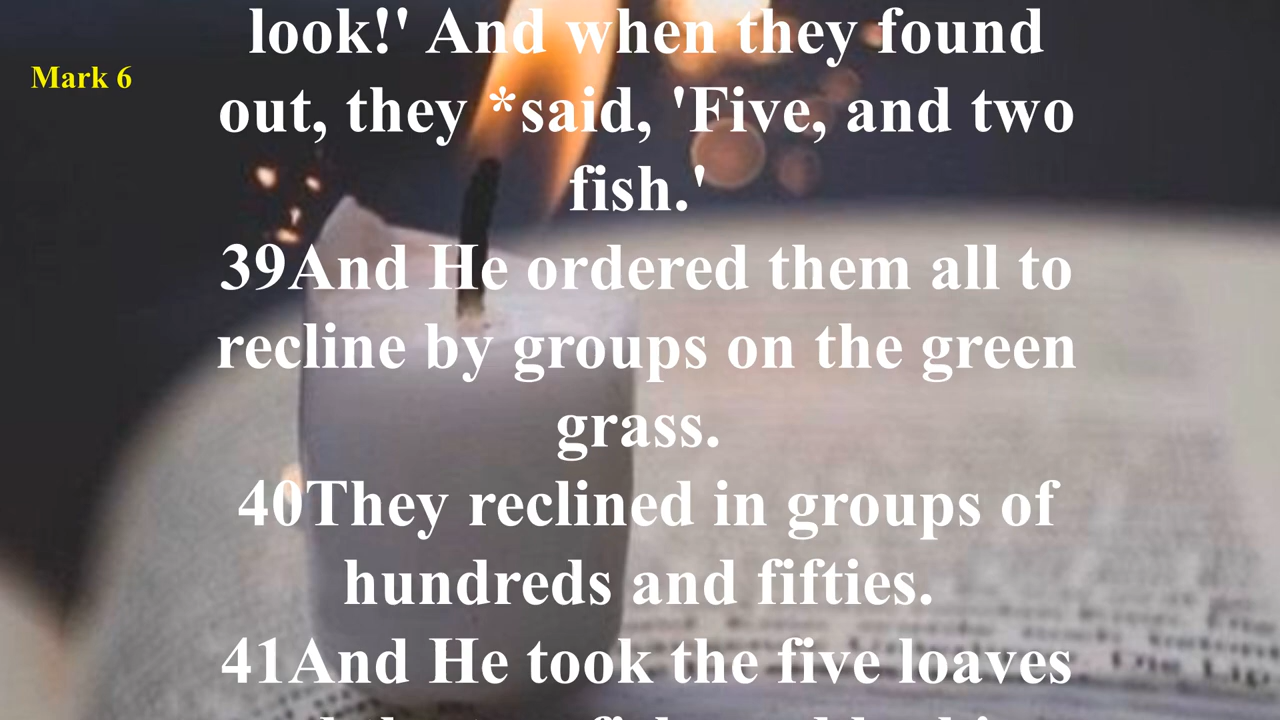 look!' And when they found
Mark 6
out, they *said, 'Five, and two
fish.'
39And He ordered them all to
recline by groups on the green
grass.
40They reclined in groups of
hundreds and fifties.
41And He took the five loaves